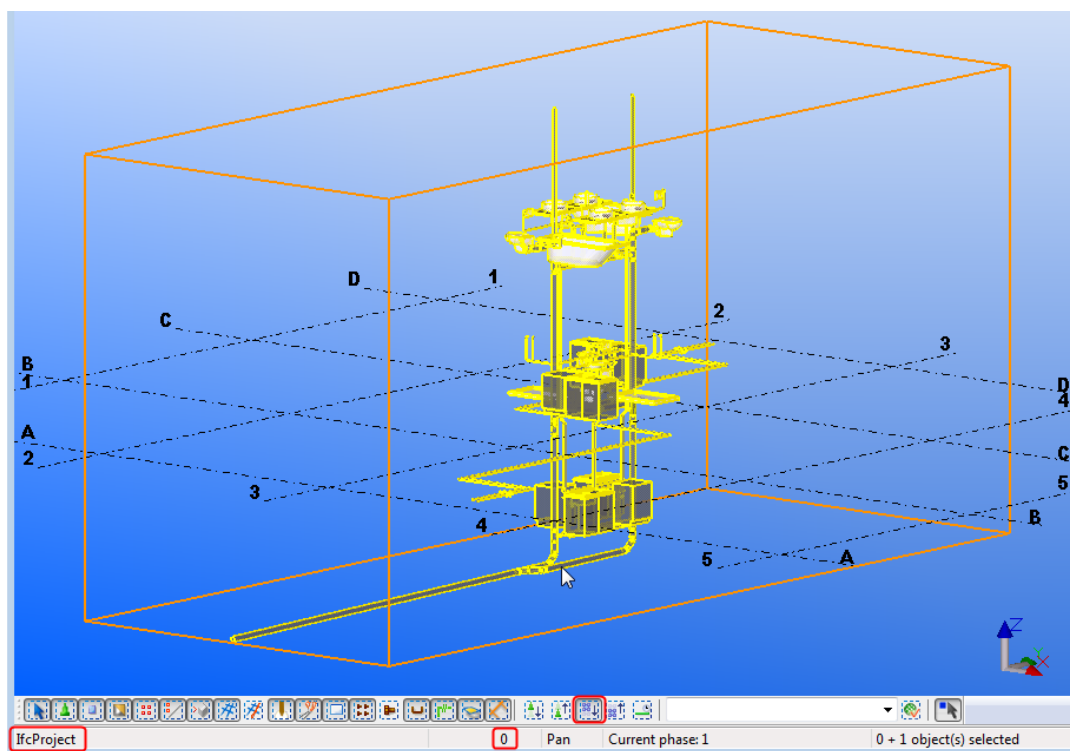 1
D
2
C
3
B
1
D
4
A
2
C
3
5
4
B
5
A
Z
Y
X
IfcProject 0 Pan Current phase: 1 0 + 1 object(s) selected